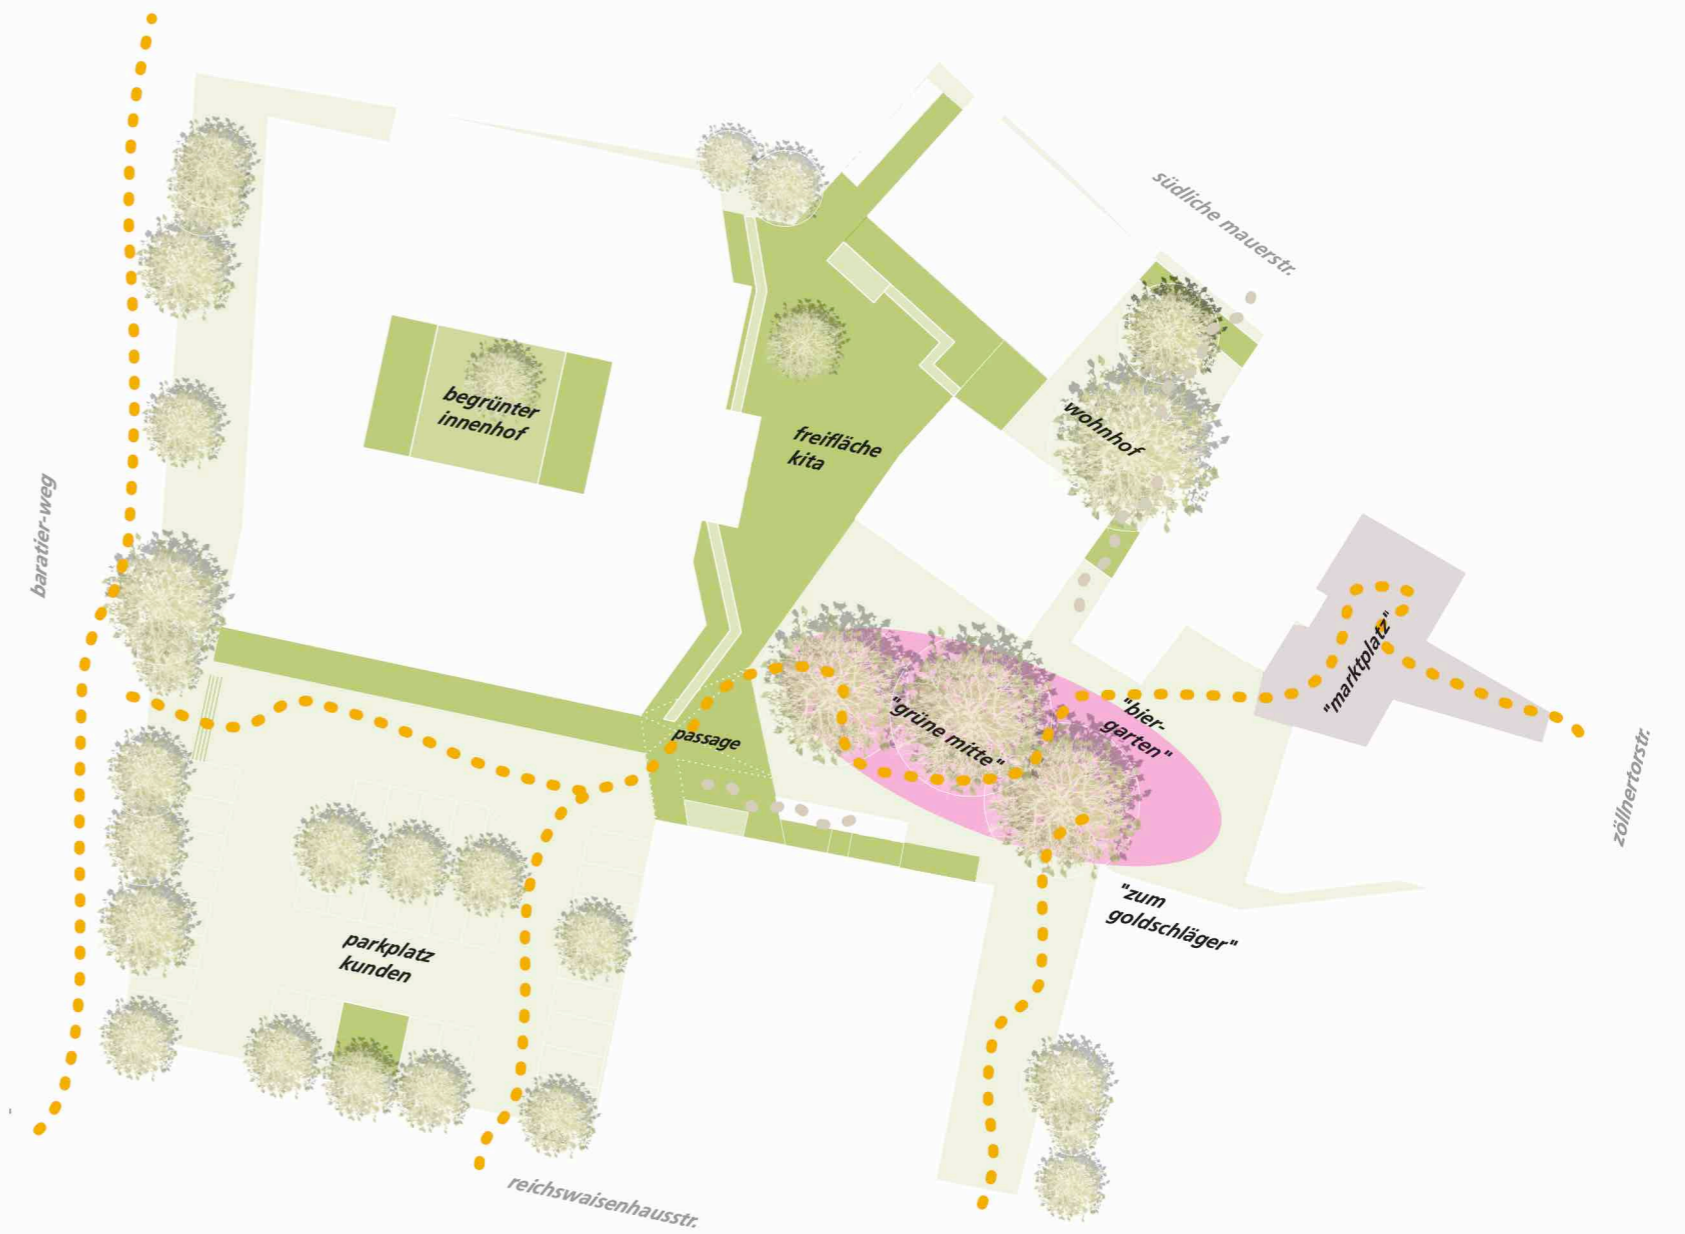 südliche mauerstr.
begrünter
innenhof
wohnhof
freifläche
kita
baratier-weg
"marktplatz"
"bier-
garten"
"grüne mitte"
passage
zöllnertorstr.
"zum
goldschläger"
parkplatz
kunden
reichswaisenhausstr.